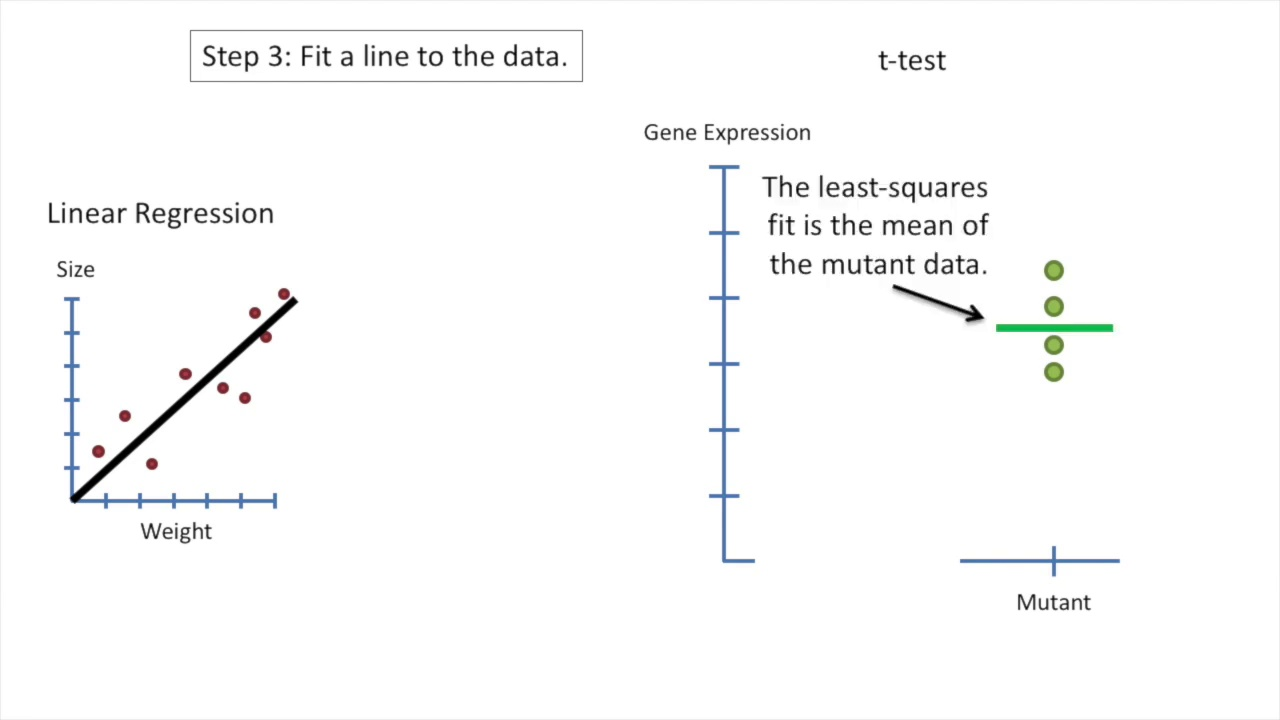 Step 3: Fit a line to the data.
t-test
Gene Expression
The least-squares
fit is the mean of
the mutant data.
Linear Regression
Size
Weight
Mutant